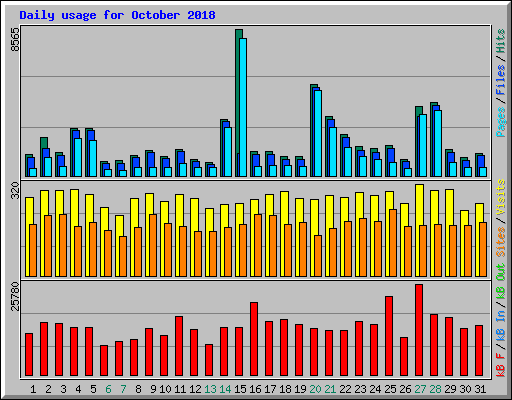 Daily usage for October 2018
8565
Pages / Files / Hits
320
Sites / Visits
25780
kB F / kB In / kB Out
1 2 3 4 5 6 7 8 9 10 11 12 13 14 15 16 17 18 19 20 21 22 23 24 25 26 27 28 29 30 31